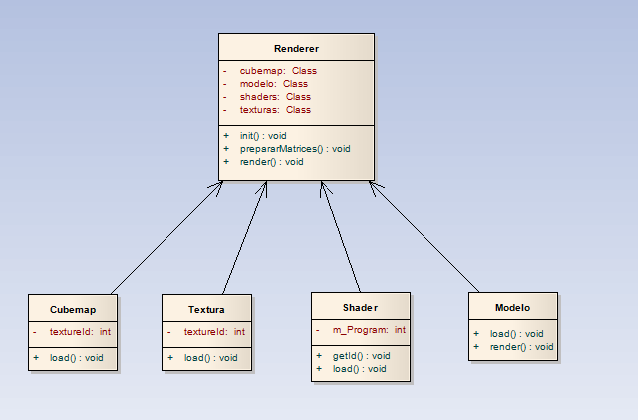 Renderer
- cubemap: Class
- modelo: Class
- shaders: Class
- texturas: Class
+ init() : void
+ prepararMatrices() : void
+ render() : void
Cubemap
- textureId: int
+ load() : void
Textura
- textureId: int
+ load() : void
Shader
- m_Program: int
+ getId() : void
+ load() : void
Modelo
+ load() : void
+ render() : void